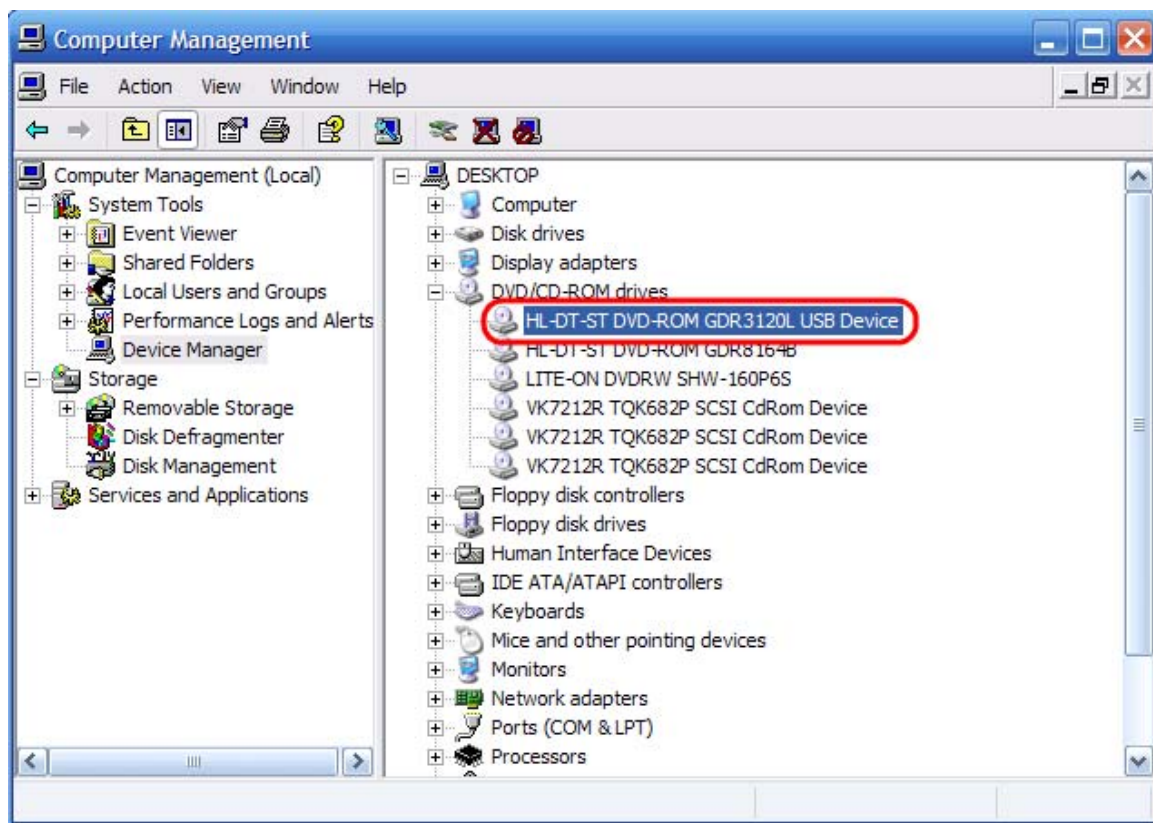 Computer Management
File Action View Window Help
Computer Management (Local)
System Tools
Event Viewer
Shared Folders
Local Users and Groups
Performance Logs and Alerts
Device Manager
Storage
Removable Storage
Disk Defragmenter
Disk Management
Services and Applications
DESKTOP
Computer
Disk drives
Display adapters
DVD/CD-ROM drives
HL-DT-ST DVD-ROM GDR3120L USB Device
HL-DT-ST DVD-ROM GDR8164B
LITE-ON DVDRW SHW-160P6S
VK7212R TQK682P SCSI CdRom Device
VK7212R TQK682P SCSI CdRom Device
VK7212R TQK682P SCSI CdRom Device
Floppy disk controllers
Floppy disk drives
Human Interface Devices
IDE ATA/ATAPI controllers
Keyboards
Mice and other pointing devices
Monitors
Network adapters
Ports (COM & LPT)
Processors